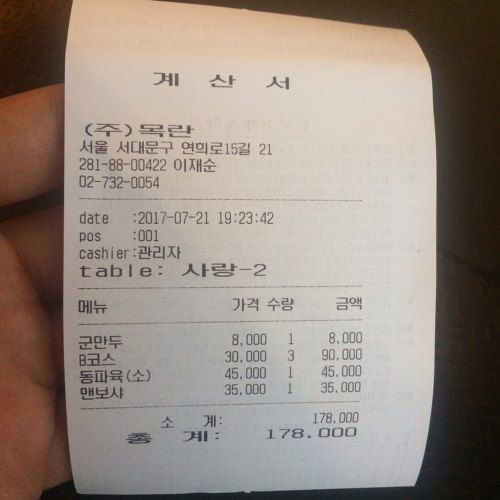 계 산 서
(주)목란
서울 서대문구 연희로15길 21
281-88-00422 이재순
02-732-0054
date :2017-07-21 19:23:42
pos :001
cashier:관리자
table: 사랑-2
메뉴 가격 수량 금액
군만두 8,000 1 8,000
B코스 30,000 3 90,000
동파육(소) 45,000 1 45,000
맨보샤 35,000 1 35,000
소 계: 178,000
총 계: 178,000